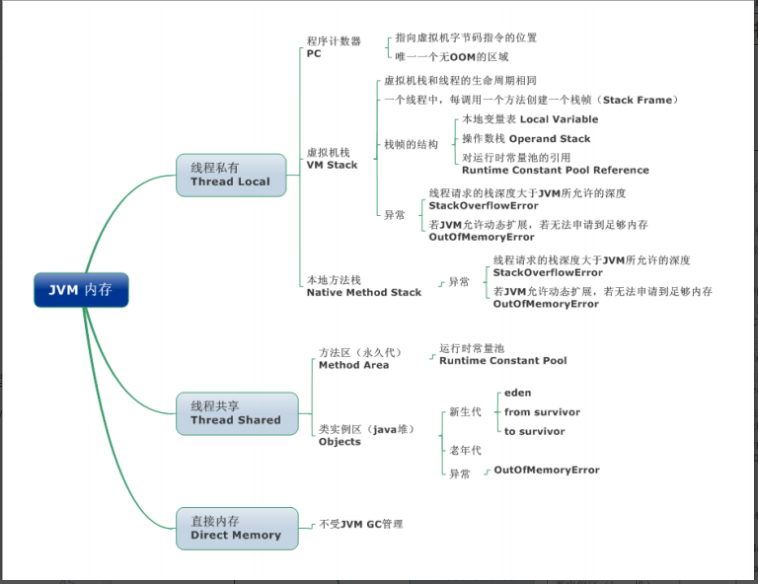 JVM 内存
线程私有
Thread Local
程序计数器
PC
指向虚拟机字节码指令的位置
唯一一个无OOM的区域
虚拟机栈
VM Stack
虚拟机栈和线程的生命周期相同
一个线程中，每调用一个方法创建一个栈帧（Stack Frame）
栈帧的结构
本地变量表 Local Variable
操作数栈 Operand Stack
对运行时常量池的引用
Runtime Constant Pool Reference
异常
线程请求的栈深度大于JVM所允许的深度
StackOverflowError
若JVM允许动态扩展，若无法申请到足够内存
OutOfMemoryError
本地方法栈
Native Method Stack
异常
线程请求的栈深度大于JVM所允许的深度
StackOverflowError
若JVM允许动态扩展，若无法申请到足够内存
OutOfMemoryError
线程共享
Thread Shared
方法区（永久代）
Method Area
运行时常量池
Runtime Constant Pool
类实例区（java堆）
Objects
新生代
eden
from survivor
to survivor
老年代
异常
OutOfMemoryError
直接内存
Direct Memory
不受JVM GC管理